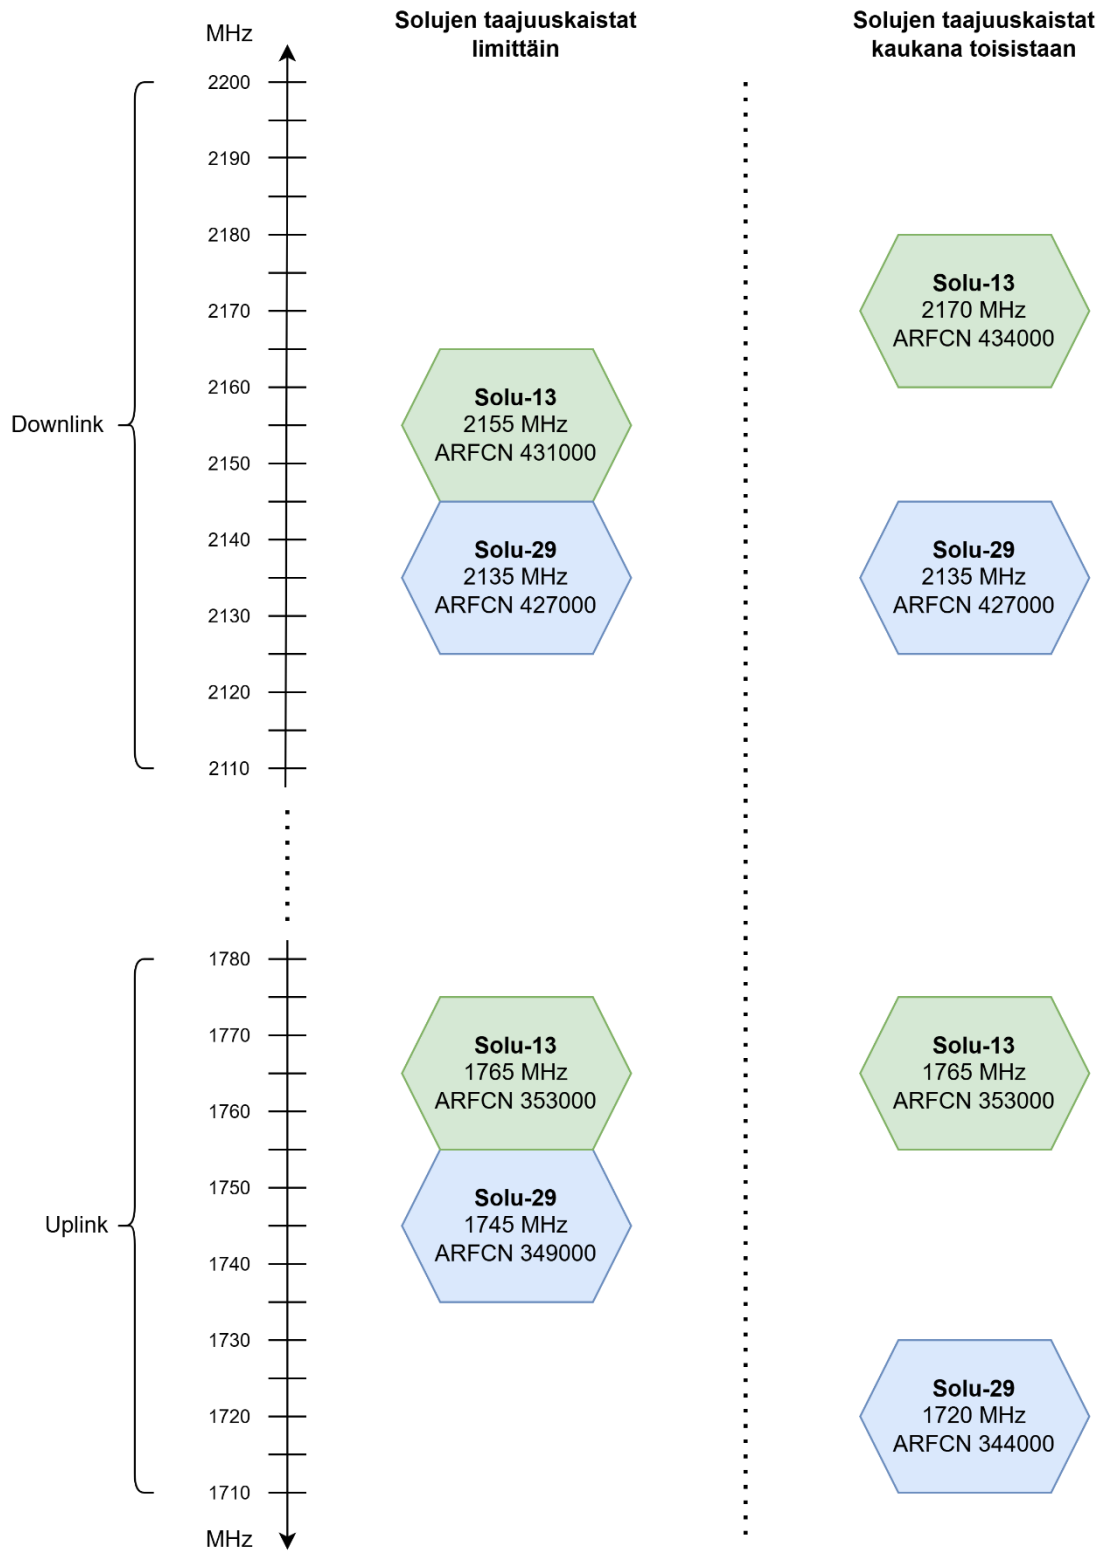 Solujen taajuuskaistat
limittäin
Solujen taajuuskaistat
kaukana toisistaan
MHz
2200
2190
2180
2170
2160
2150
2140
2130
2120
2110
Downlink
Solu-13
2155 MHz
ARFCN 431000
Solu-29
2135 MHz
ARFCN 427000
Solu-13
2170 MHz
ARFCN 434000
Solu-29
2135 MHz
ARFCN 427000
1780
1770
1760
1750
1740
1730
1720
1710
MHz
Uplink
Solu-13
1765 MHz
ARFCN 353000
Solu-29
1745 MHz
ARFCN 349000
Solu-13
1765 MHz
ARFCN 353000
Solu-29
1720 MHz
ARFCN 344000